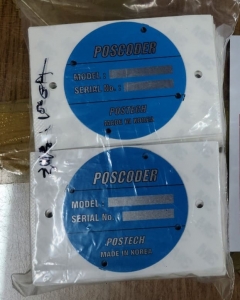 POSCODER
MODEL :
SERIAL No. :
POSTECH
MADE IN KOREA
POSCODER
MODEL :
SERIAL No. :
POSTECH
MADE IN KOREA